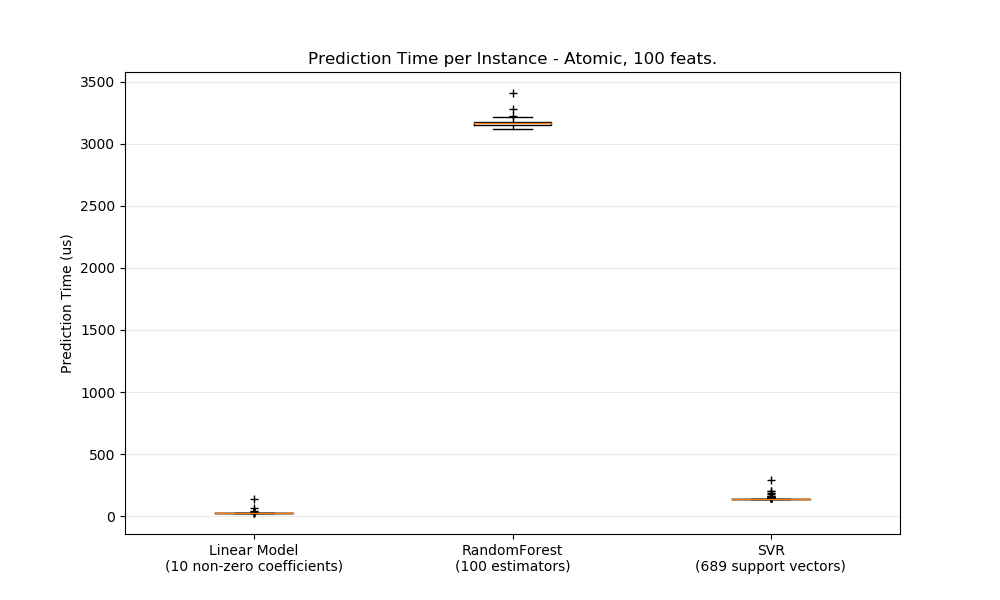 Prediction Time per Instance - Atomic, 100 feats.
Prediction Time (us)
3500
3000
2500
2000
1500
1000
500
0
Linear Model
(10 non-zero coefficients)
RandomForest
(100 estimators)
SVR
(689 support vectors)